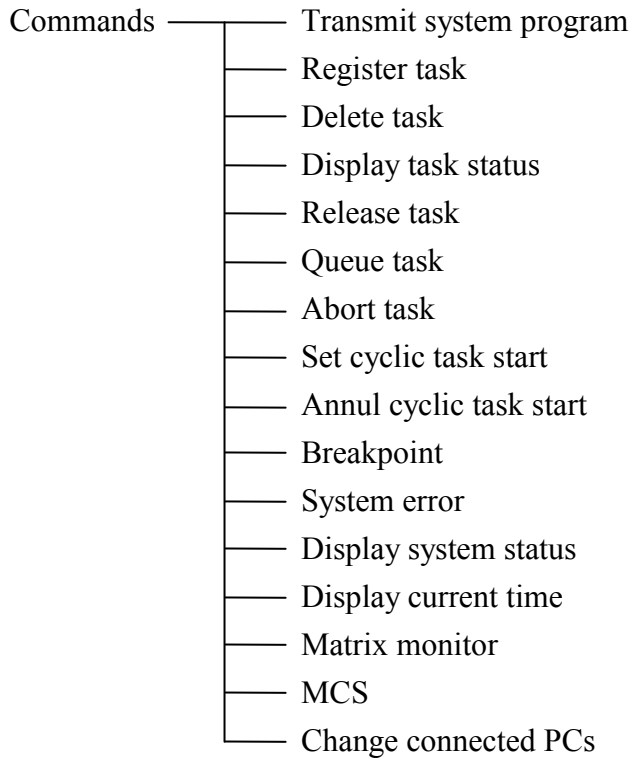 Commands Transmit system program
Register task
Delete task
Display task status
Release task
Queue task
Abort task
Set cyclic task start
Annul cyclic task start
Breakpoint
System error
Display system status
Display current time
Matrix monitor
MCS
Change connected PCs